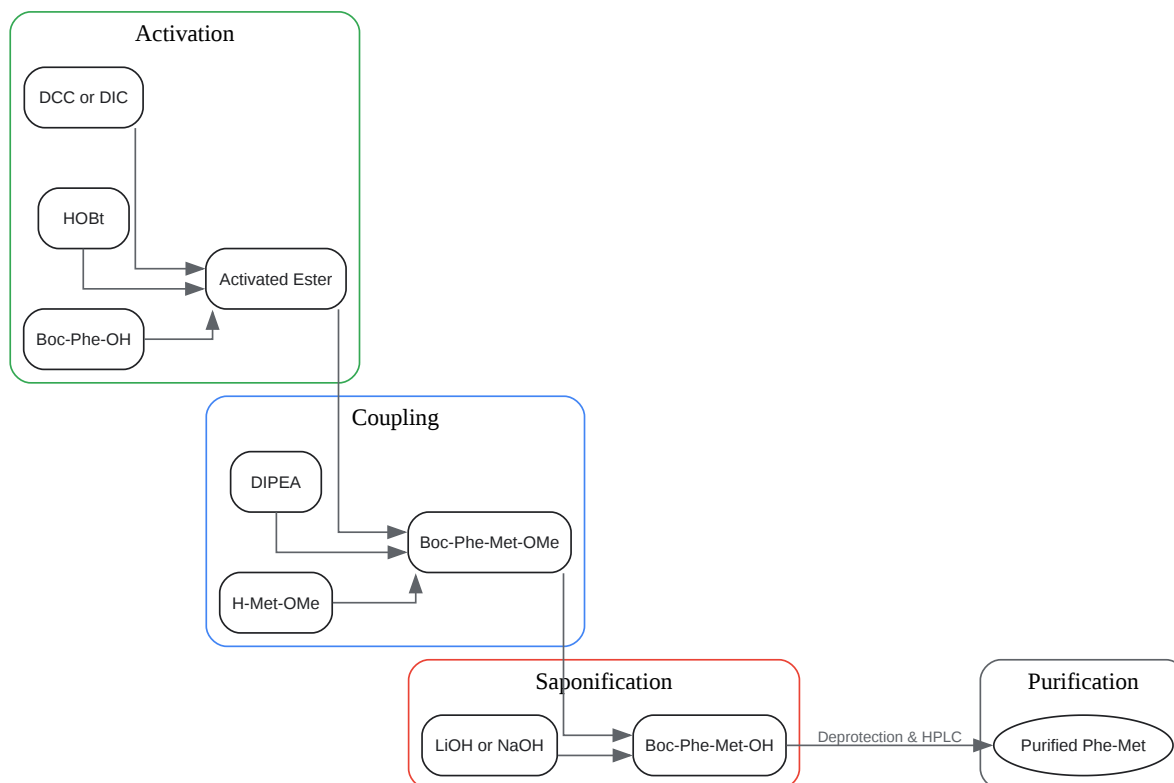 Activation
DCC or DIC
HOBt
Activated Ester
Boc-Phe-OH
Coupling
DIPEA
Boc-Phe-Met-OMe
H-Met-OMe
Saponification
LiOH or NaOH
Boc-Phe-Met-OH
Deprotection & HPLC
Purification
Purified Phe-Met